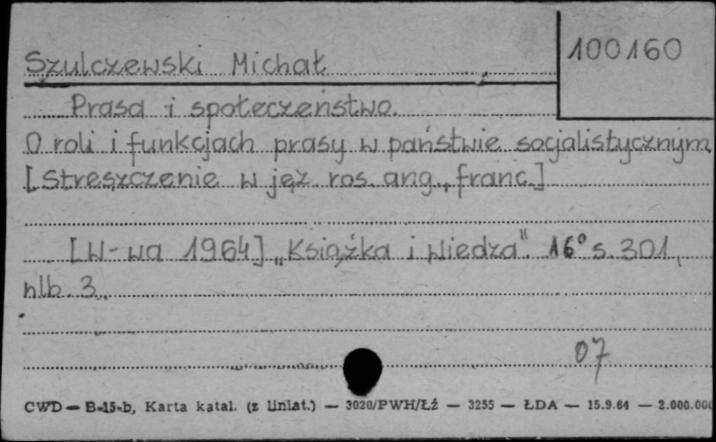 100160
Szulczewski Michał
Prasa i społeczeństwo.
O roli i funkcjach prasy w państwie socjalistycznym
[Streszczenie w jęz. ros. ang., franc.]
[W-wa 1964] „Książka i Wiedza". 16° s. 301,
nlb. 3.
07
CWD — B-15-b, Karta katal. (z liniat.) — 3020/PWH/Łź — 3255 — ŁDA — 15.9.64 — 2.000.000